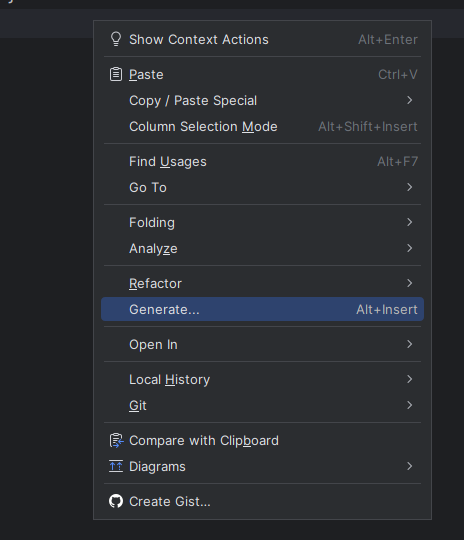 Show Context Actions Alt+Enter
Paste Ctrl+V
Copy / Paste Special
Column Selection Mode Alt+Shift+Insert
Find Usages Alt+F7
Go To
Folding
Analyze
Refactor
Generate... Alt+Insert
Open In
Local History
Git
Compare with Clipboard
Diagrams
Create Gist...